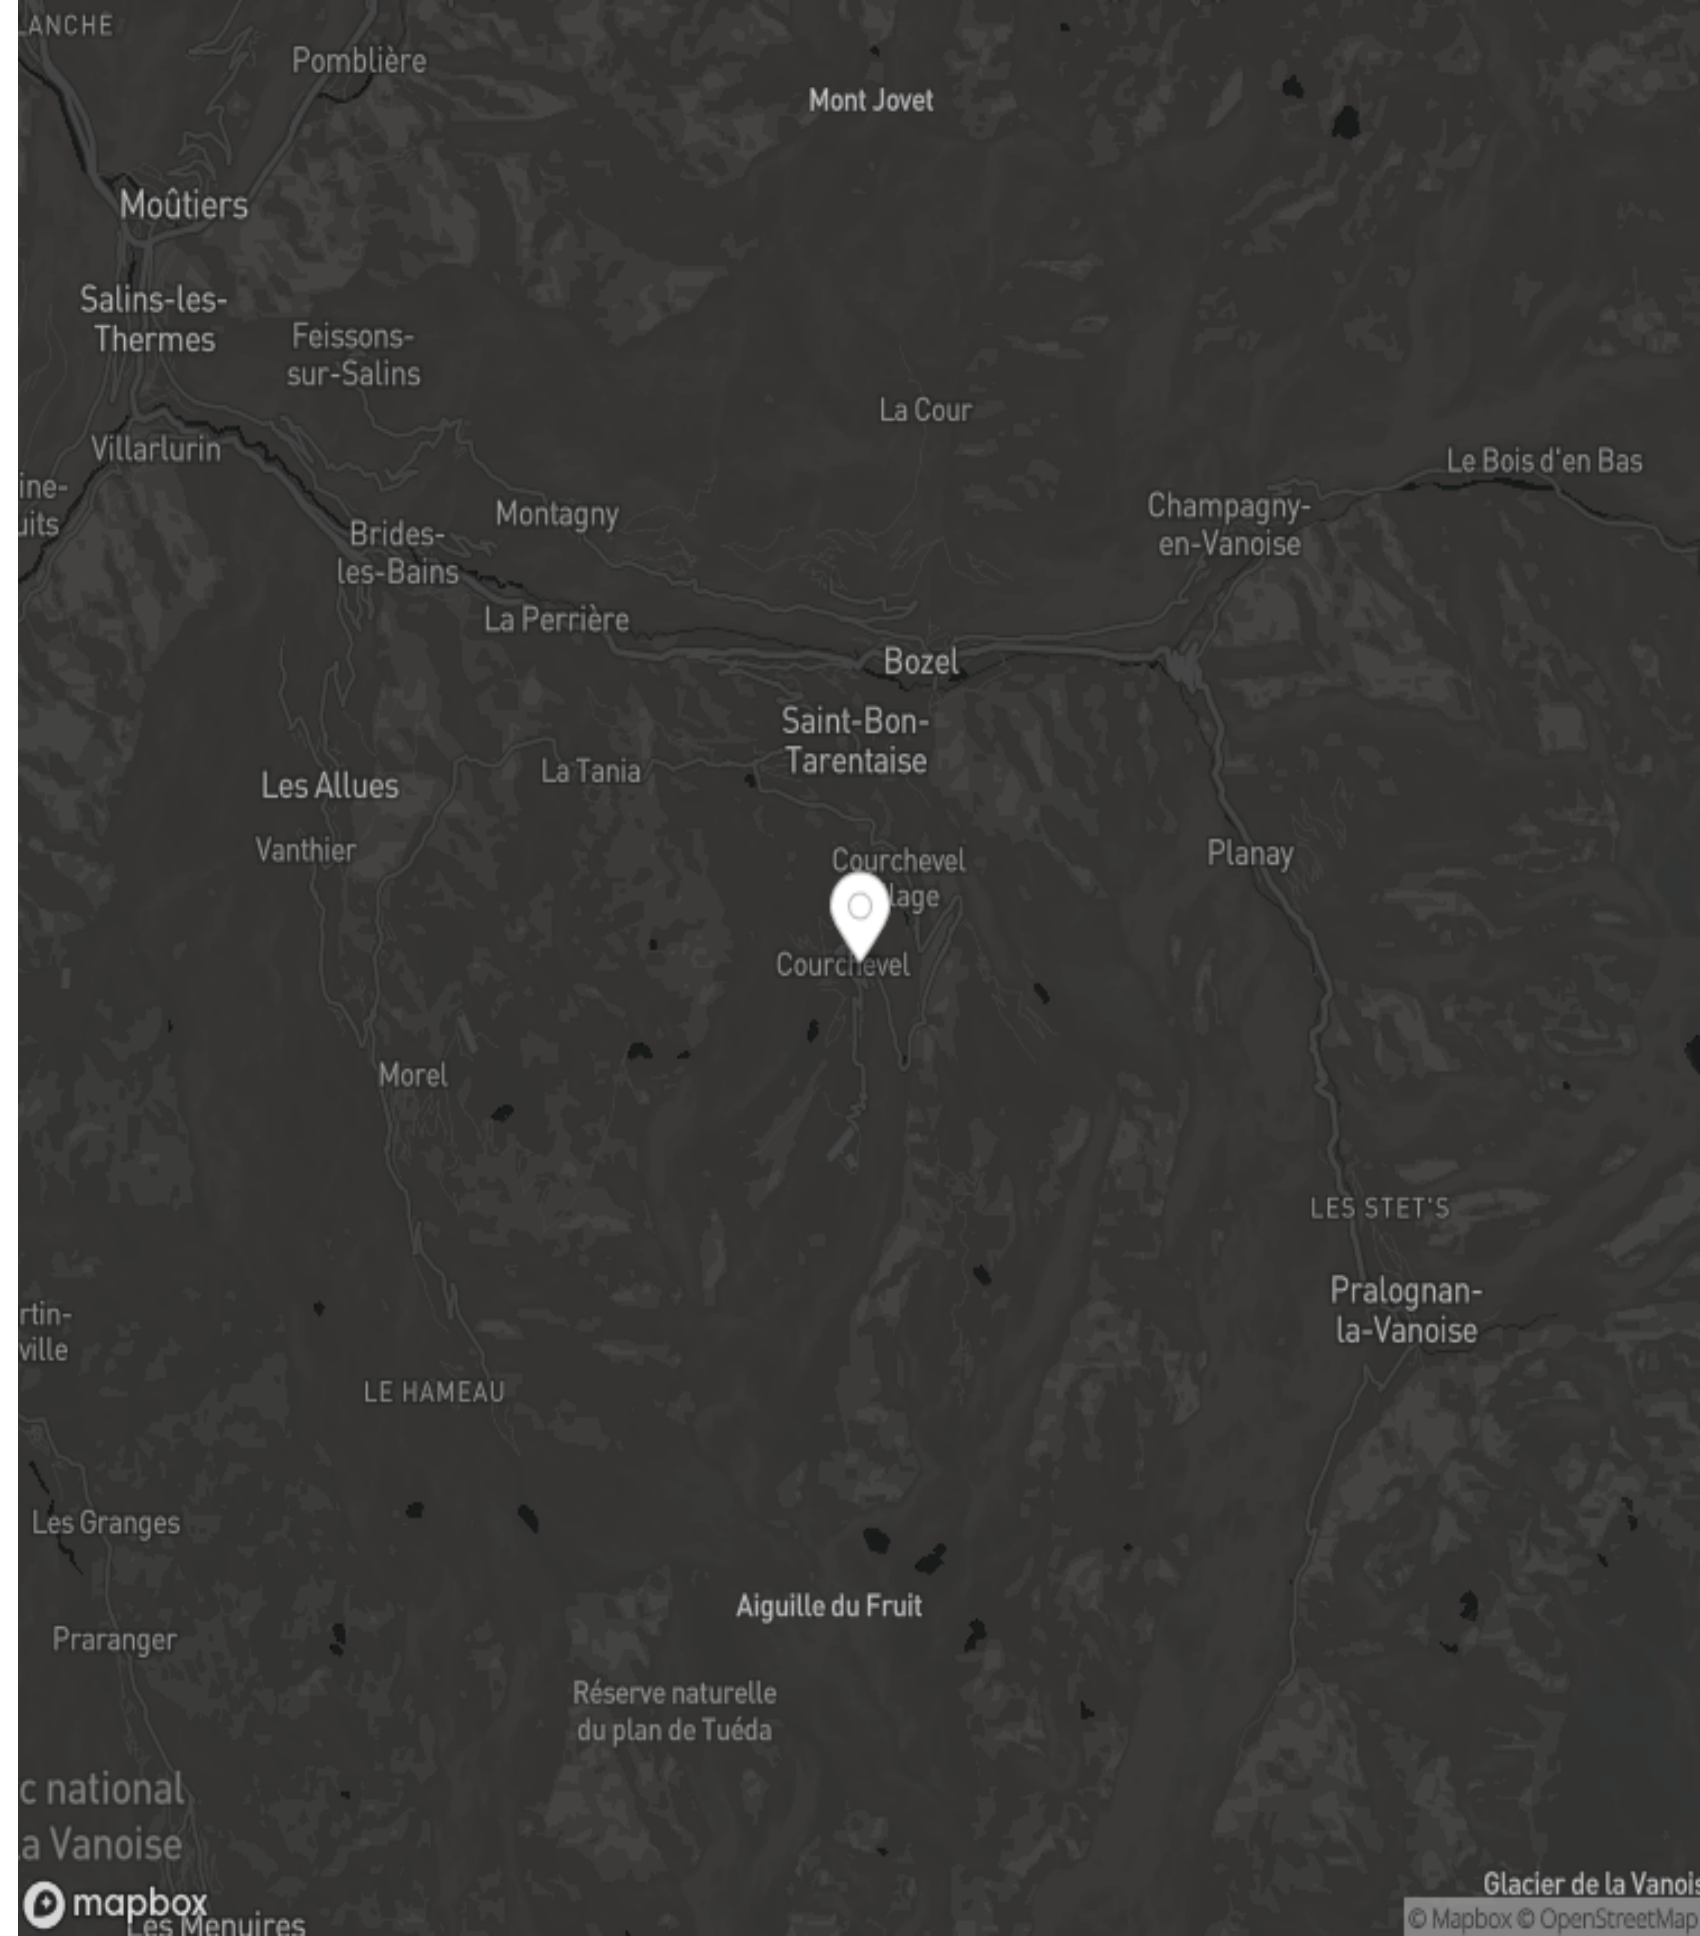 LANCHE
Pomblière
Mont Jovet
Moûtiers
Salins-les-
Thermes
Feissons-
sur-Salins
La Cour
Villarlurin
Le Bois d'en Bas
ine-
uits
Montagny
Champagny-
en-Vanoise
Brides-
les-Bains
La Perrière
Bozel
Saint-Bon-
Tarentaise
La Tania
Les Allues
Vanthier
Planay
Courchevel
lage
Courchevel
Morel
LES STET'S
Pralognan-
la-Vanoise
rtin-
ville
LE HAMEAU
Les Granges
Aiguille du Fruit
Praranger
Réserve naturelle
du plan de Tuéda
c national
a Vanoise
Glacier de la Vanois
mapbox
Les Menuires
© Mapbox © OpenStreetMap